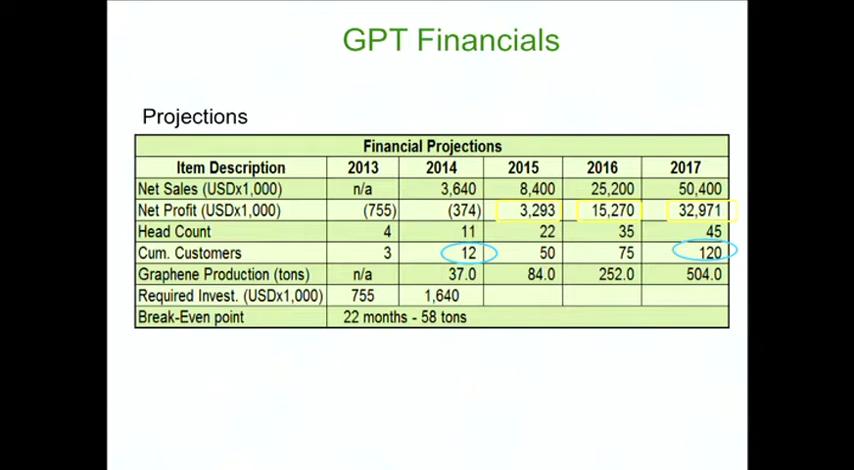 GPT Financials
Projections
Financial Projections
Item Description 2013 2014 2015 2016 2017
Net Sales (USDx1,000) n/a 3,640 8,400 25,200 50,400
Net Profit (USDx1,000) (755) (374) 3,293 15,270 32,971
Head Count 4 11 22 35 45
Cum. Customers 3 12 50 75 120
Graphene Production (tons) n/a 37.0 84.0 252.0 504.0
Required Invest. (USDx1,000) 755 1,640
Break-Even point 22 months - 58 tons